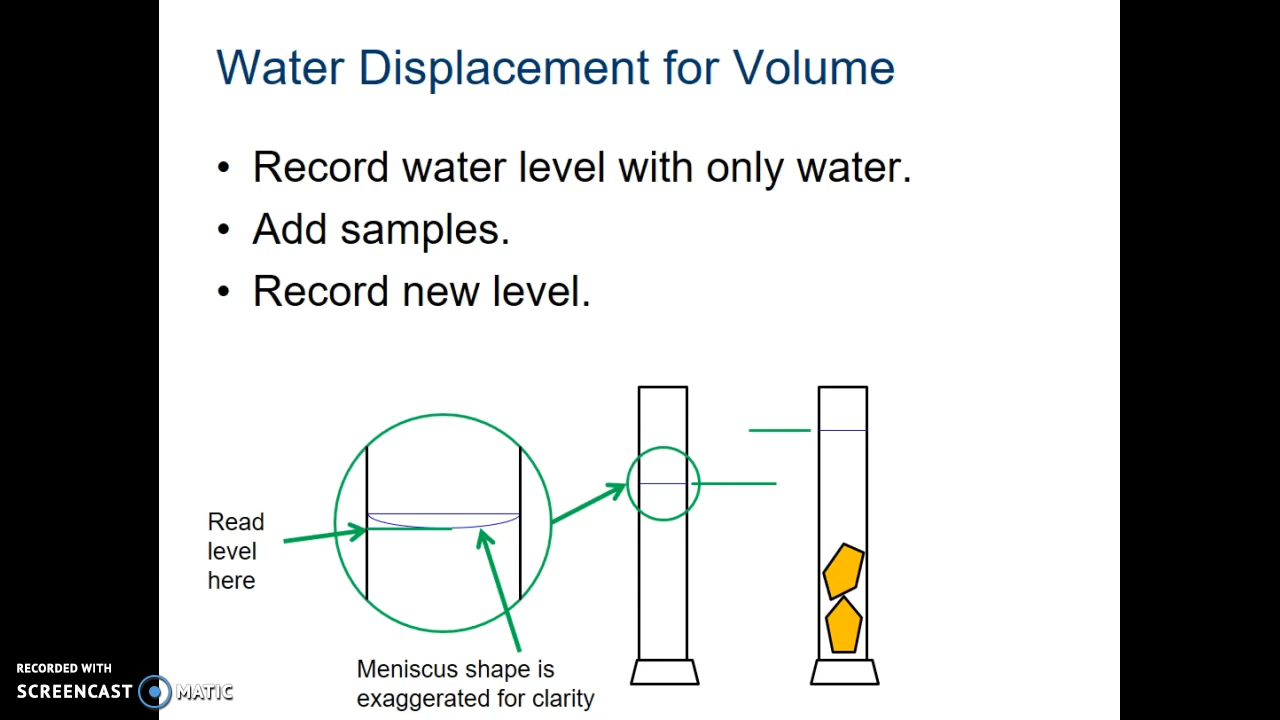 Water Displacement for Volume
• Record water level with only water.
• Add samples.
• Record new level.
Read
level
here
Meniscus shape is
exaggerated for clarity
RECORDED WITH
SCREENCAST MATIC